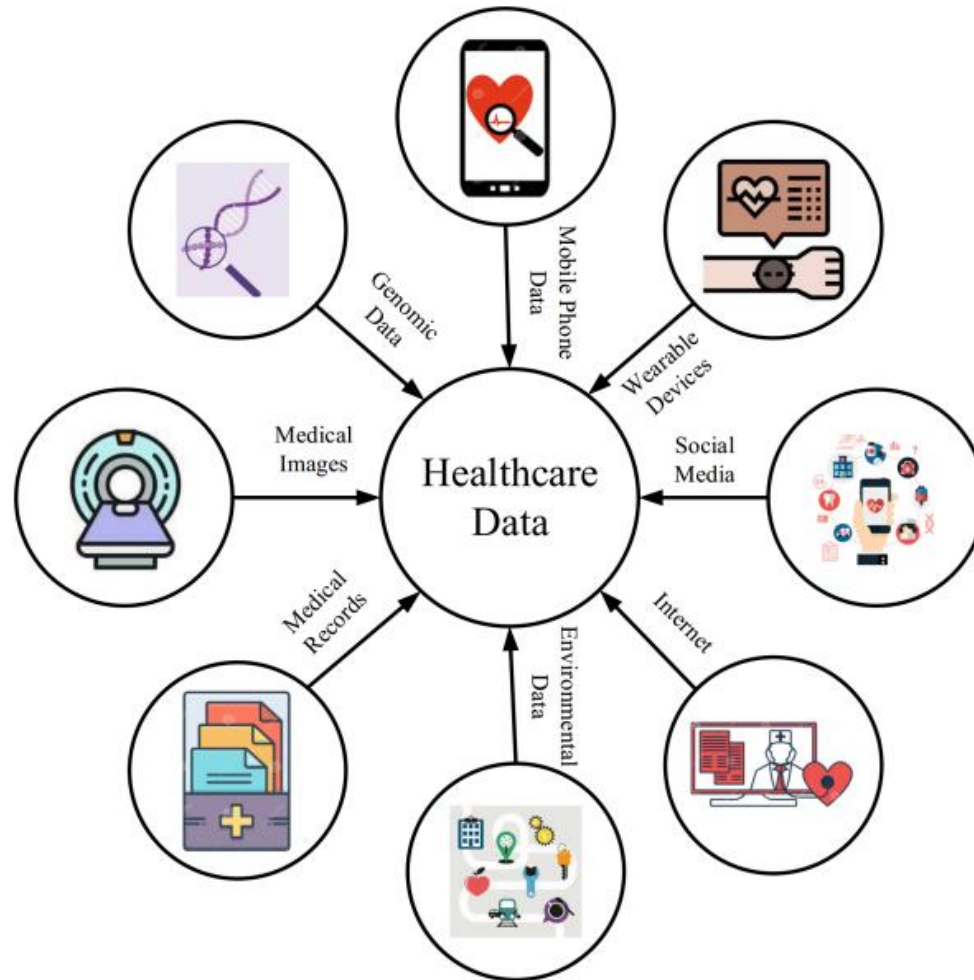 Mobile Phone
Data
Genomic
Data
Wearable
Devices
Medical
Images
Healthcare
Data
Social
Media
Medical
Records
Environmental
Data
Internet